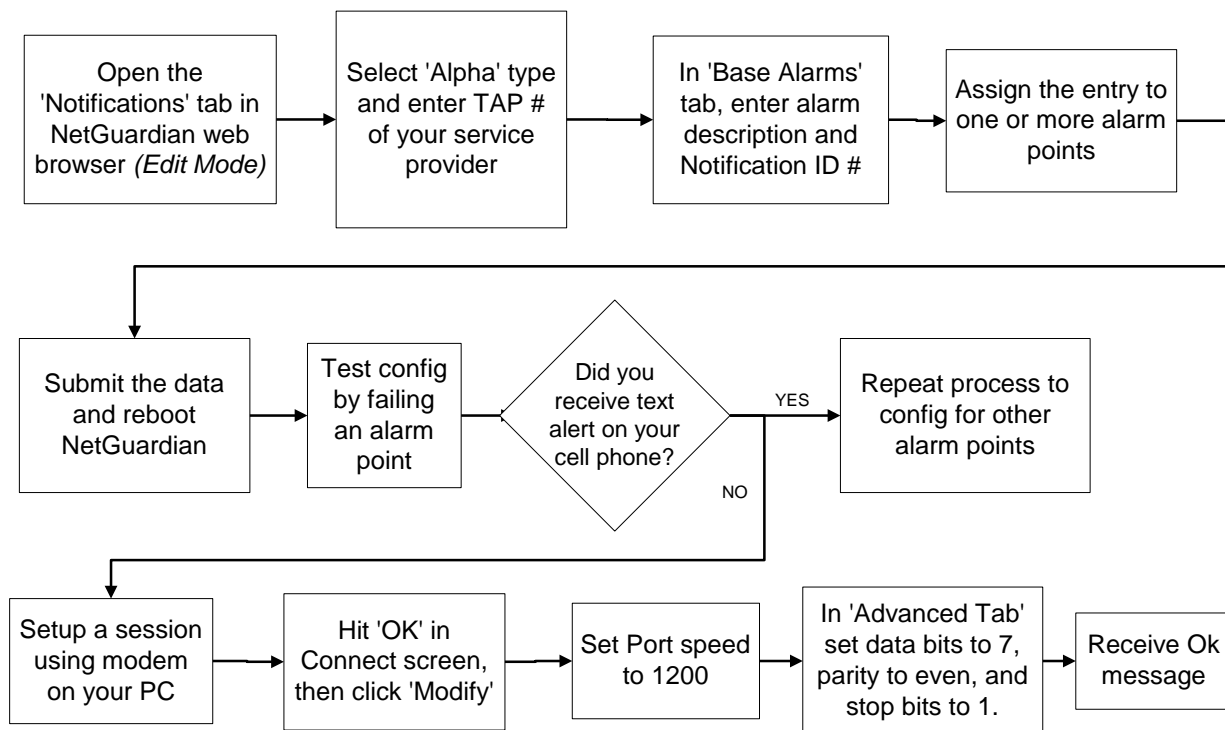 Open the
'Notifications' tab in
NetGuardian web
browser (Edit Mode)
Select 'Alpha' type
and enter TAP #
of your service
provider
In 'Base Alarms'
tab, enter alarm
description and
Notification ID #
Assign the entry to
one or more alarm
points
Submit the data
and reboot
NetGuardian
Test config
by failing
an alarm
point
Did you
receive text
alert on your
cell phone?
YES
NO
Repeat process to
config for other
alarm points
Setup a session
using modem
on your PC
Hit 'OK' in
Connect screen,
then click 'Modify'
Set Port speed
to 1200
In 'Advanced Tab'
set data bits to 7,
parity to even, and
stop bits to 1.
Receive Ok
message